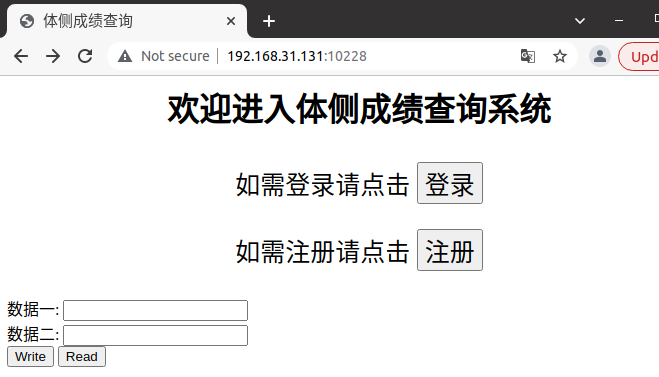 体侧成绩查询
Not secure 192.168.31.131:10228
Upd
欢迎进入体侧成绩查询系统
如需登录请点击 登录
如需注册请点击 注册
数据一:
数据二:
Write Read